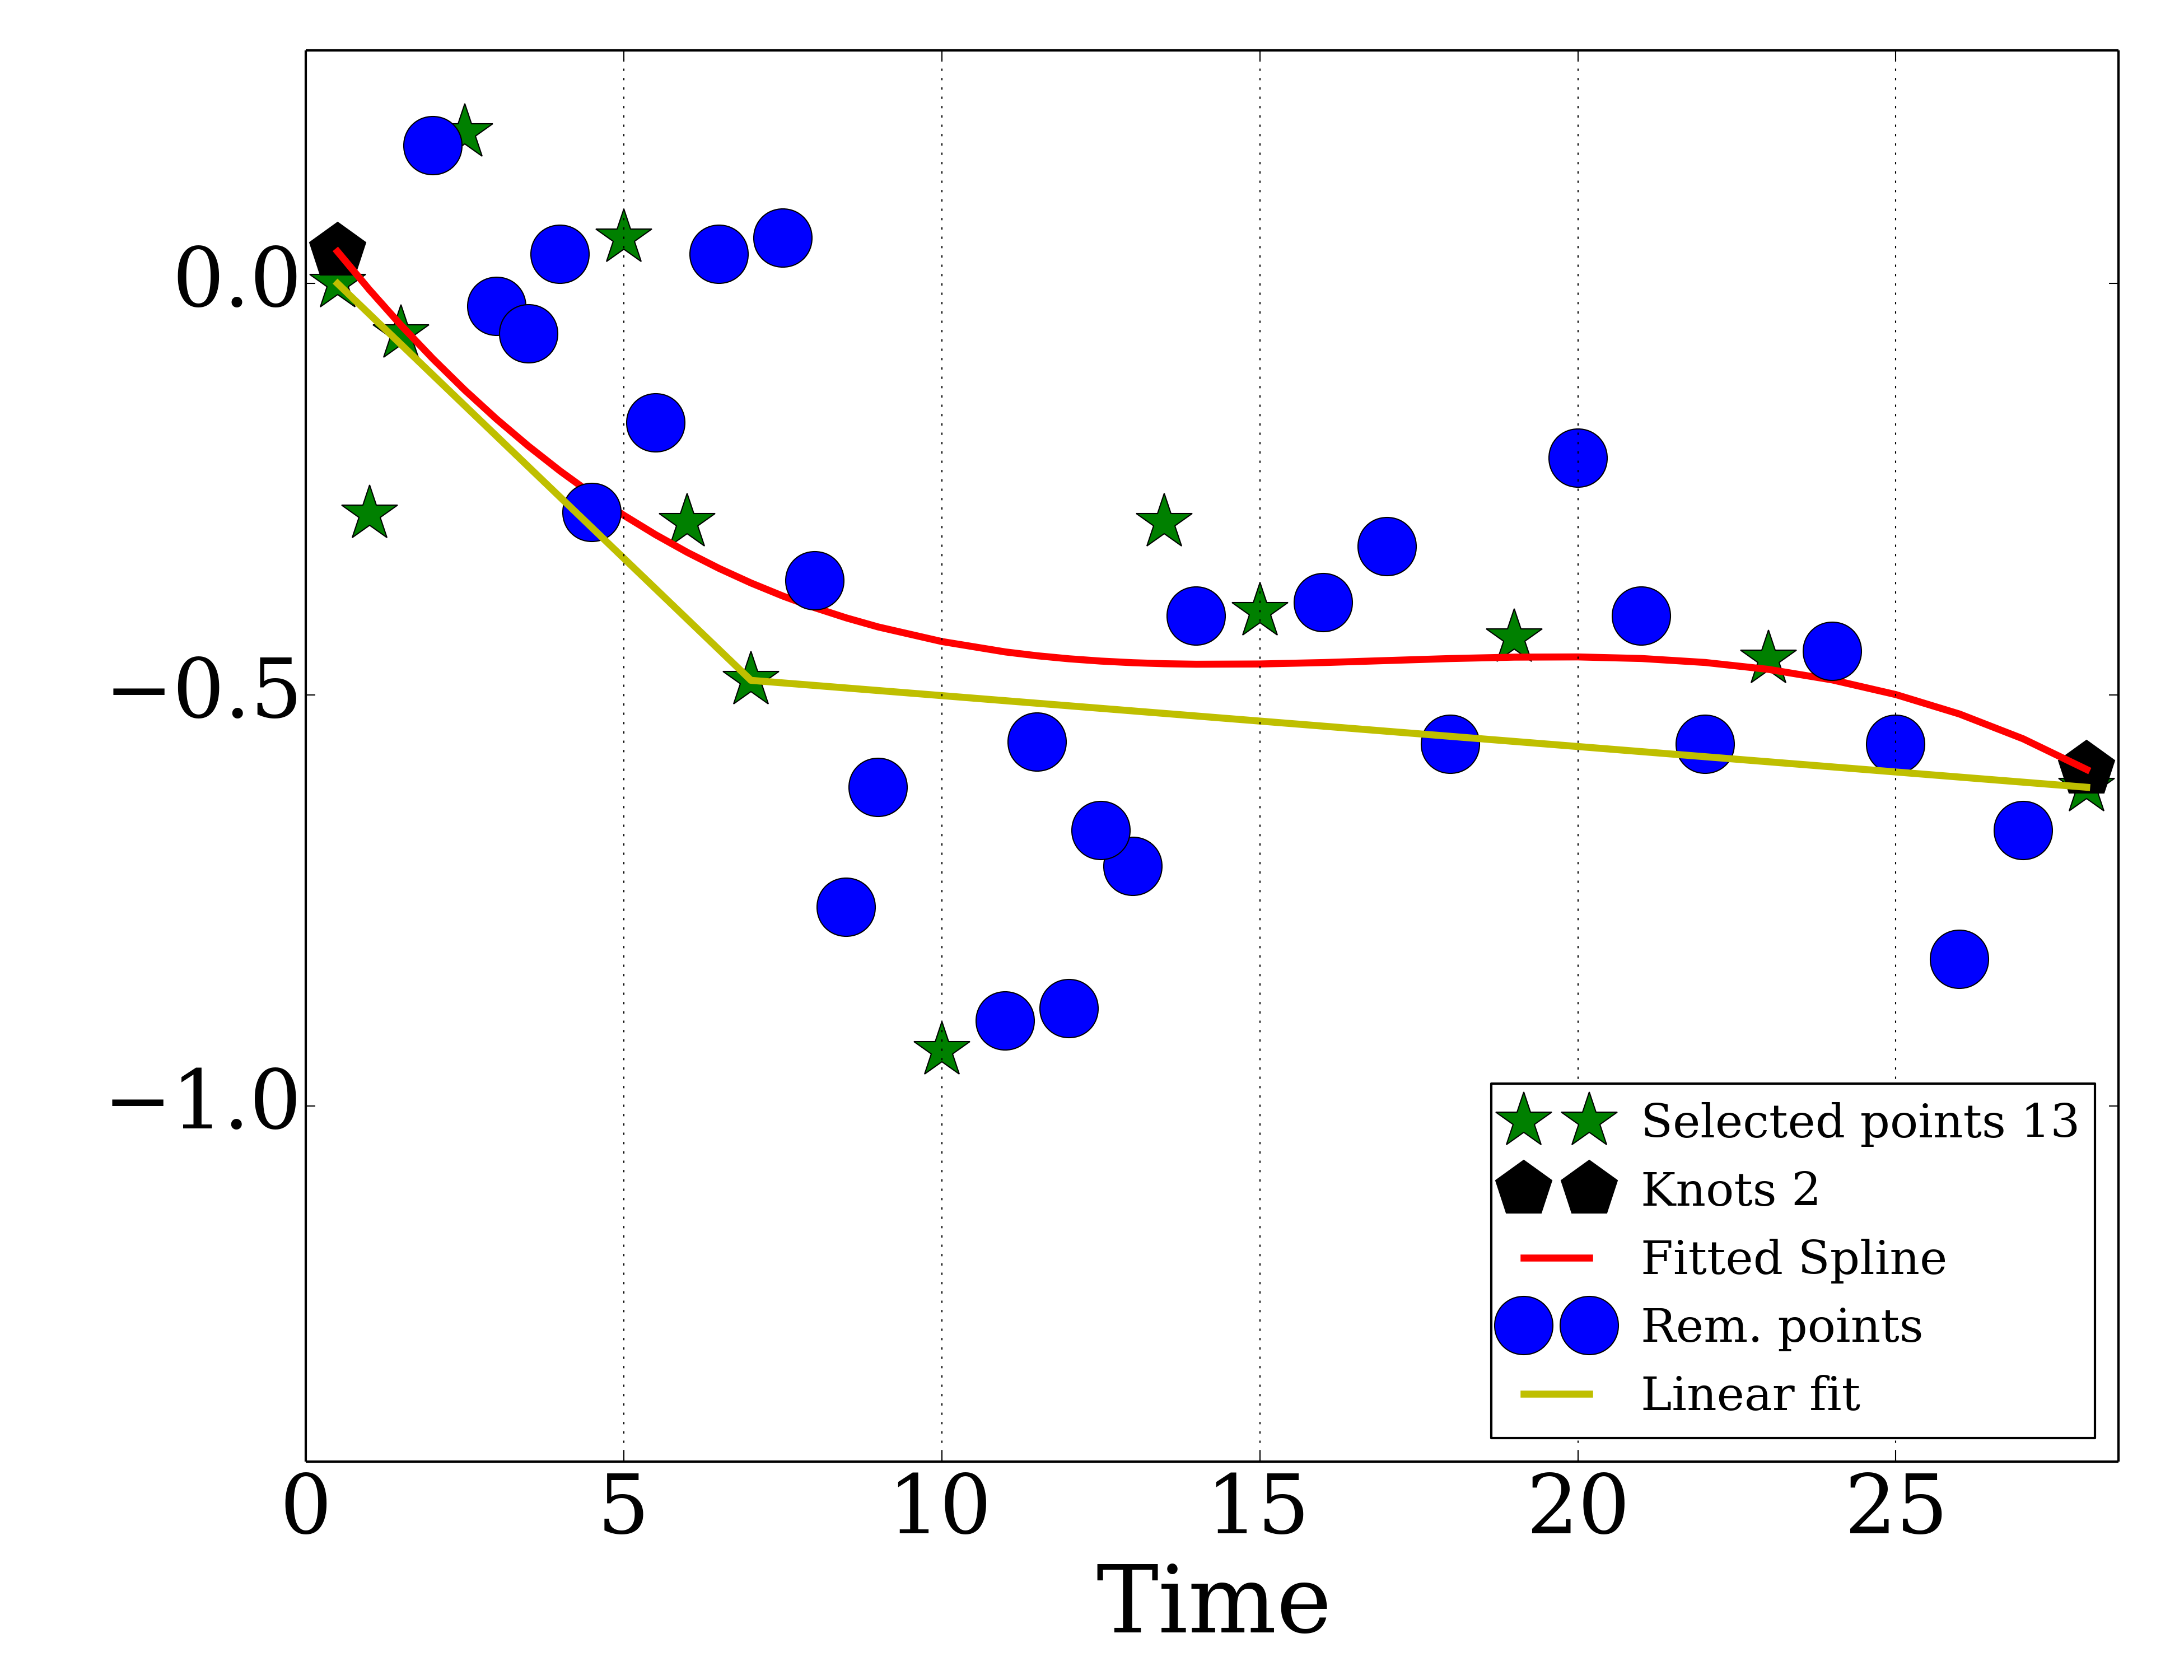 0.0
−0.5
−1.0
Selected points 13
Knots 2
Fitted Spline
Rem. points
Linear fit
0 5 10 15 20 25
Time